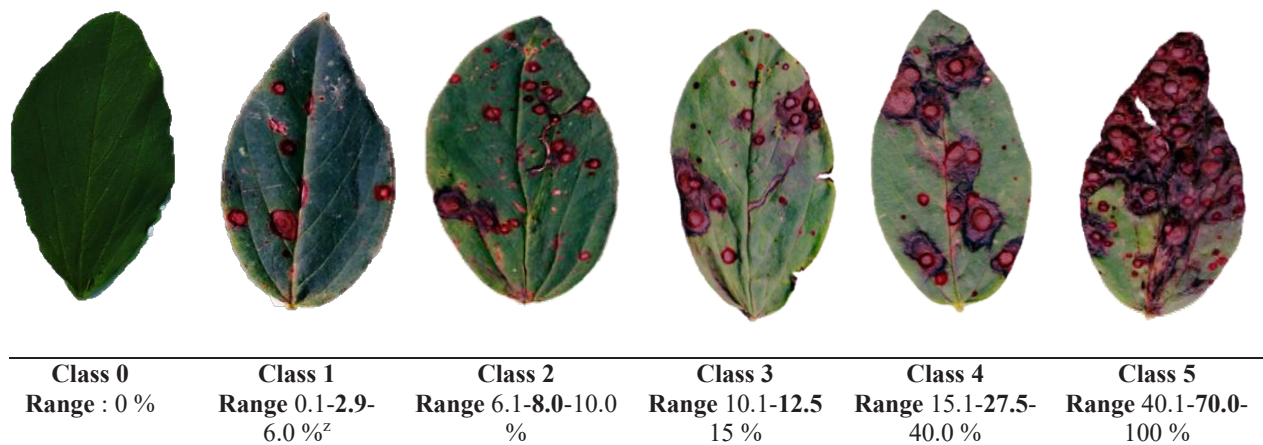 Class 0
Range : 0 %
Class 1
Range 0.1-2.9-
6.0 %z
Class 2
Range 6.1-8.0-10.0
%
Class 3
Range 10.1-12.5
15 %
Class 4
Range 15.1-27.5-
40.0 %
Class 5
Range 40.1-70.0-
100 %